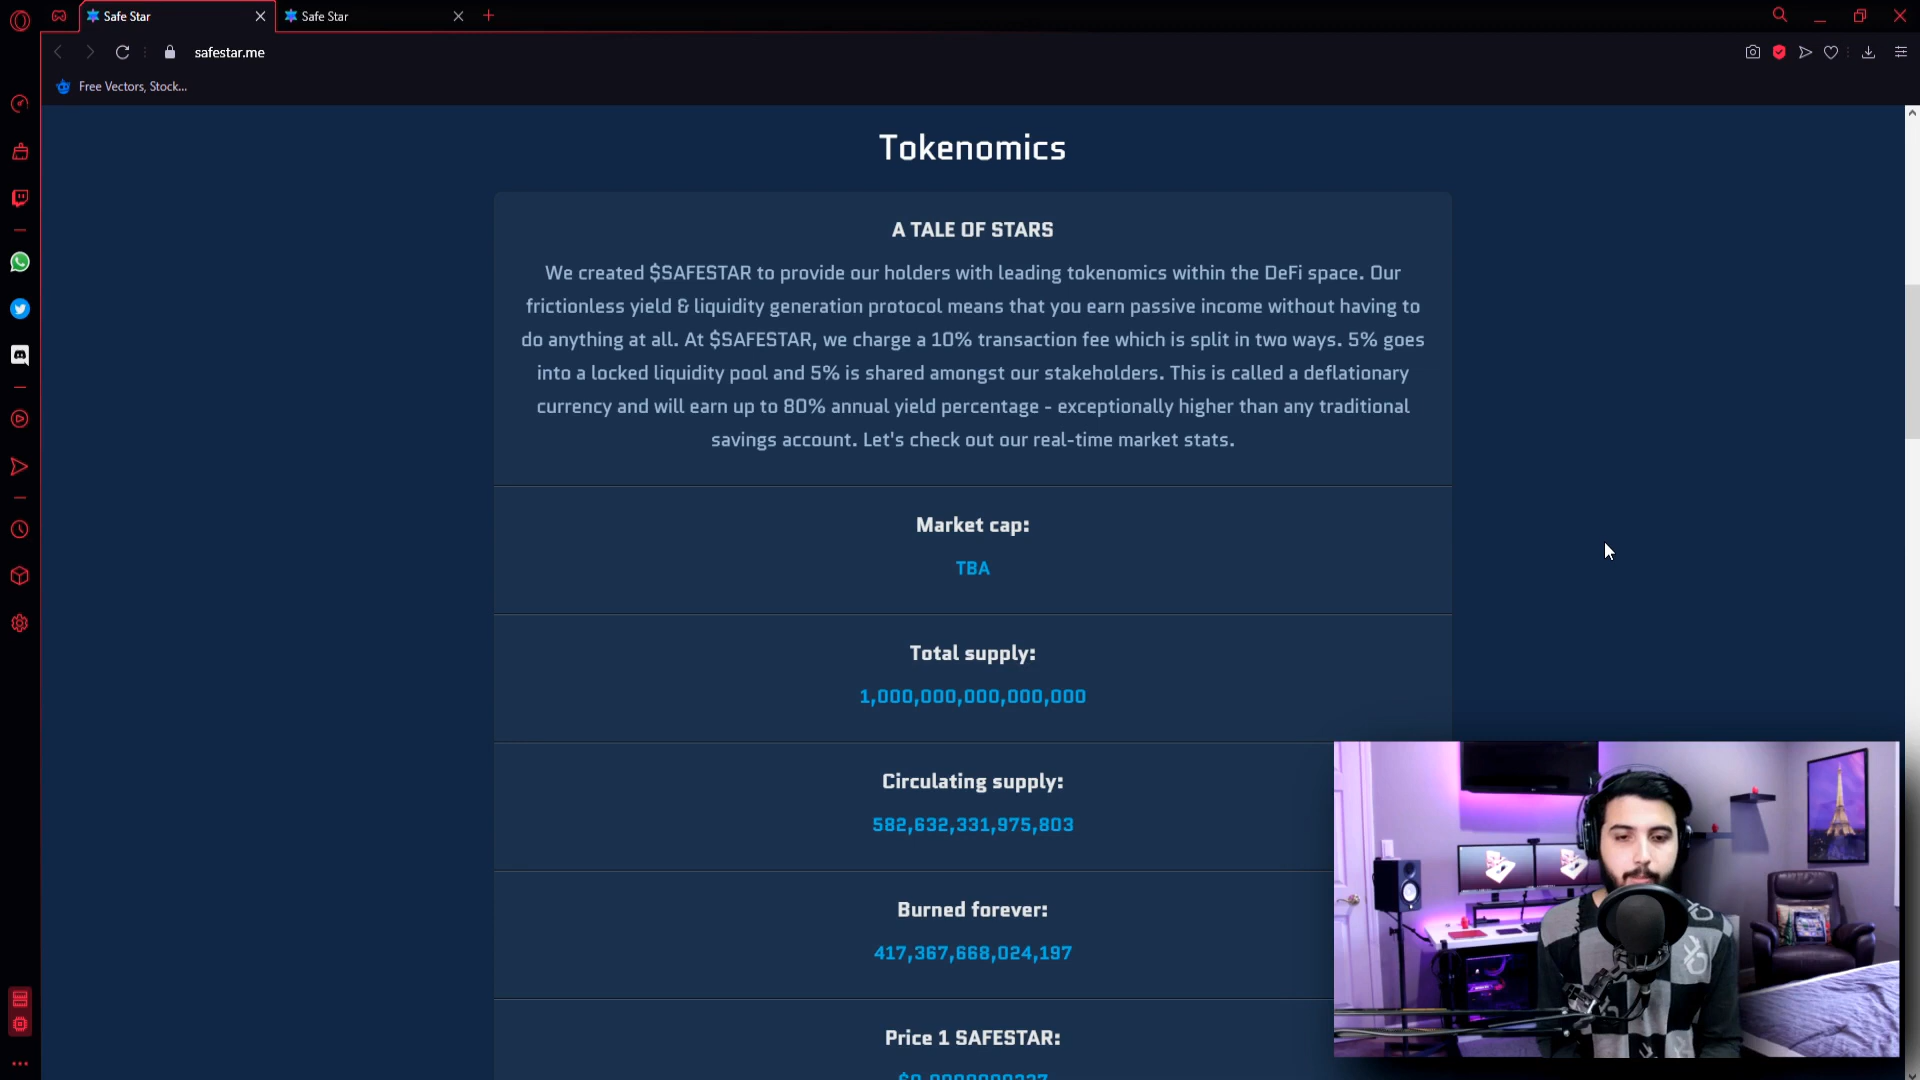 Safe Star
Safe Star
safestar.me
Free Vectors, Stock...
Tokenomics
A TALE OF STARS
We created $SAFESTAR to provide our holders with leading tokenomics within the DeFi space. Our
frictionless yield & liquidity generation protocol means that you earn passive income without having to
do anything at all. At $SAFESTAR, we charge a 10% transaction fee which is split in two ways. 5% goes
into a locked liquidity pool and 5% is shared amongst our stakeholders. This is called a deflationary
currency and will earn up to 80% annual yield percentage - exceptionally higher than any traditional
savings account. Let's check out our real-time market stats.
Market cap:
TBA
Total supply:
1,000,000,000,000,000
Circulating supply:
582,632,331,975,803
Burned forever:
417,367,668,024,197
Price 1 SAFESTAR: